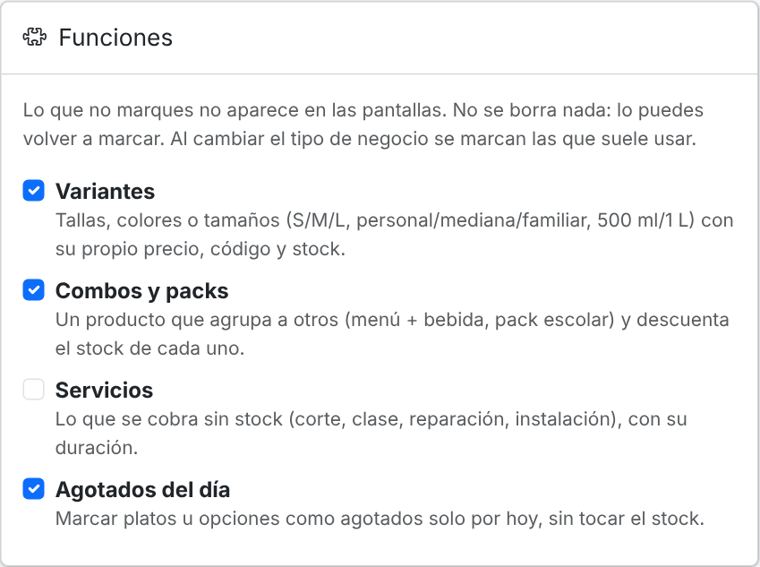 Funciones
Lo que no marques no aparece en las pantallas. No se borra nada: lo puedes
volver a marcar. Al cambiar el tipo de negocio se marcan las que suele usar.
Variantes
Tallas, colores o tamaños (S/M/L, personal/mediana/familiar, 500 ml/1 L) con
su propio precio, código y stock.
Combos y packs
Un producto que agrupa a otros (menú + bebida, pack escolar) y descuenta
el stock de cada uno.
Servicios
Lo que se cobra sin stock (corte, clase, reparación, instalación), con su
duración.
Agotados del día
Marcar platos u opciones como agotados solo por hoy, sin tocar el stock.